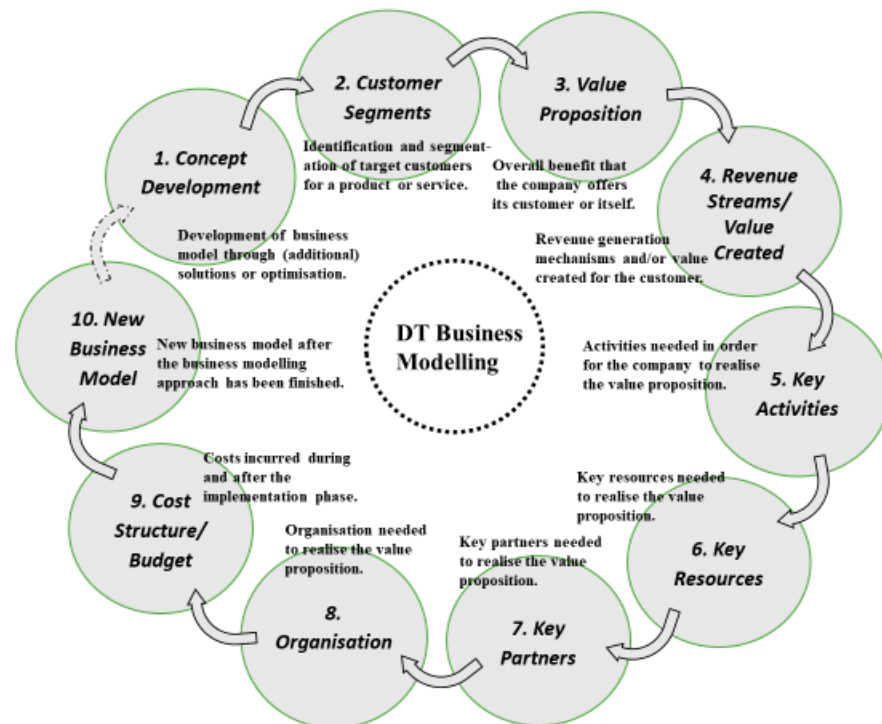 1. Concept
Development
Development of business
model through (additional)
solutions or optimisation.
2. Customer
Segments
Identification and segment-
ation of target customers
for a product or service.
3. Value
Proposition
Overall benefit that
the company offers
its customer or itself.
4. Revenue
Streams/
Value
Created
Revenue generation
mechanisms and/or value
created for the customer.
5. Key
Activities
Activities needed in order
for the company to realise
the value proposition.
6. Key
Resources
Key resources needed
to realise the value
proposition.
7. Key
Partners
Key partners needed
to realise the value
proposition.
8.
Organisation
Organisation needed
to realise the value
proposition.
9. Cost
Structure/
Budget
Costs incurred during
and after the
implementation phase.
10. New
Business
Model
New business model after
the business modelling
approach has been finished.
DT Business
Modelling